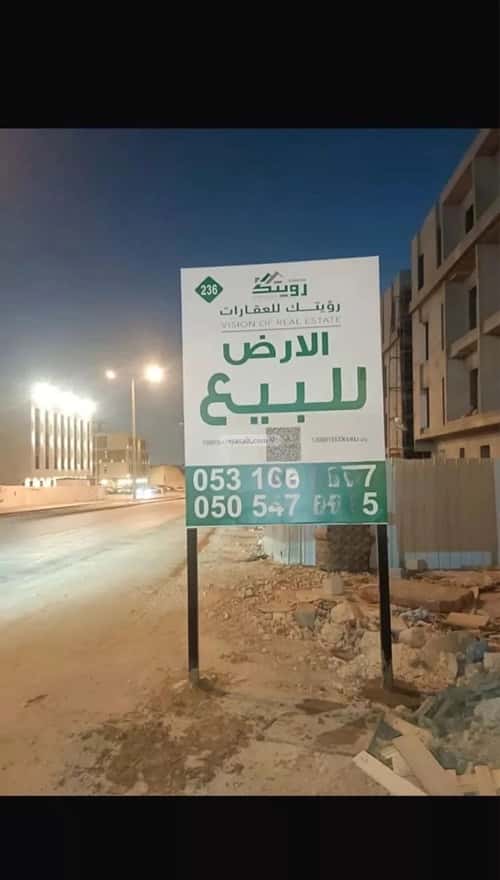 236
رؤيتك
رؤيتك للعقارات
VISION OF REAL ESTATE
الارض
للبيع
053
050 547